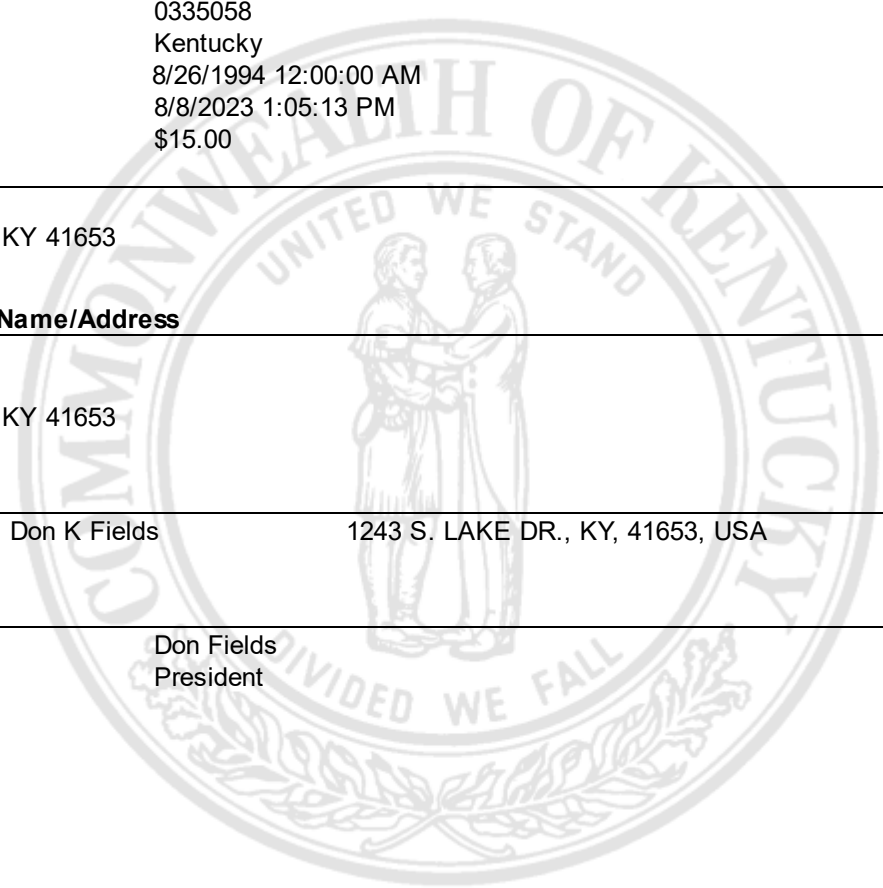 0335058
Kentucky
8/26/1994 12:00:00 AM
8/8/2023 1:05:13 PM
$15.00
KY 41653
Name/Address
KY 41653
Don K Fields 1243 S. LAKE DR., KY, 41653, USA
Don Fields
President
COMMONWEALTH OF KENTUCKY
UNITED WE STAND
DIVIDED WE FALL